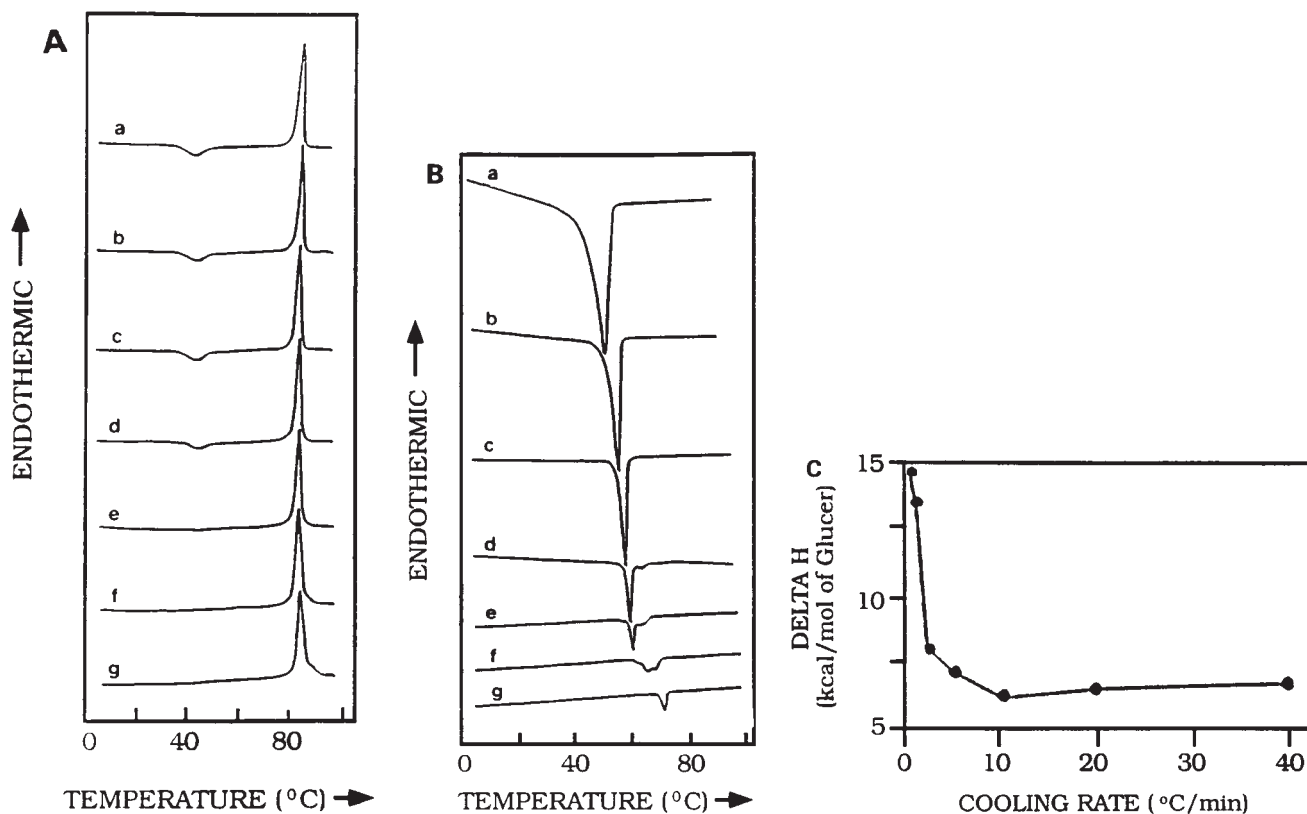 A
a
b
c
d
e
f
g
ENDOTHERMIC
0 40 80
TEMPERATURE (°C)
B
a
b
c
d
e
f
g
ENDOTHERMIC
0 40 80
TEMPERATURE (°C)
C
15
10
5
DELTA H
(kcal/mol of Glucer)
0 10 20 30 40
COOLING RATE (°C/min)